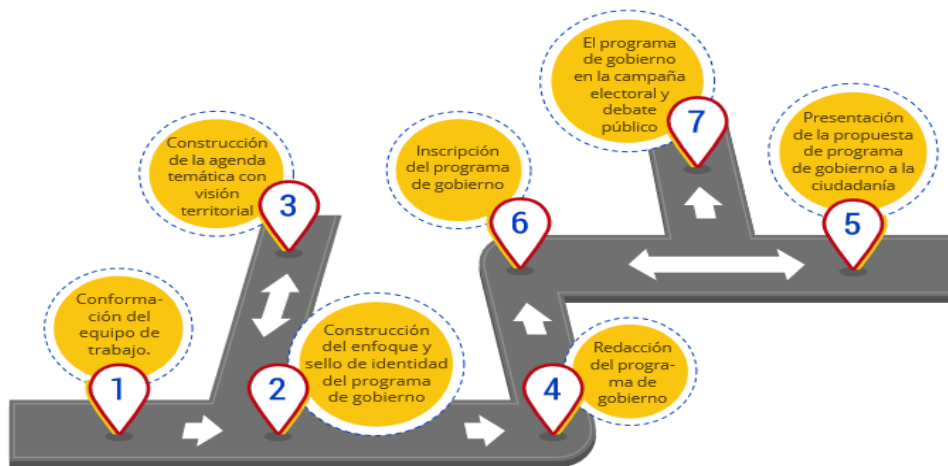 1
Conforma-
ción del
equipo de
trabajo.
2
Construcción
del enfoque y
sello de identidad
del programa
de gobierno
3
Construcción
de la agenda
temática con
visión
territorial
4
Redacción
del progra-
ma de
gobierno
5
Presentación
de la propuesta
de programa
de gobierno a la
ciudadanía
6
Inscripción
del programa
de gobierno
7
El programa
de gobierno
en la campaña
electoral y
debate
público